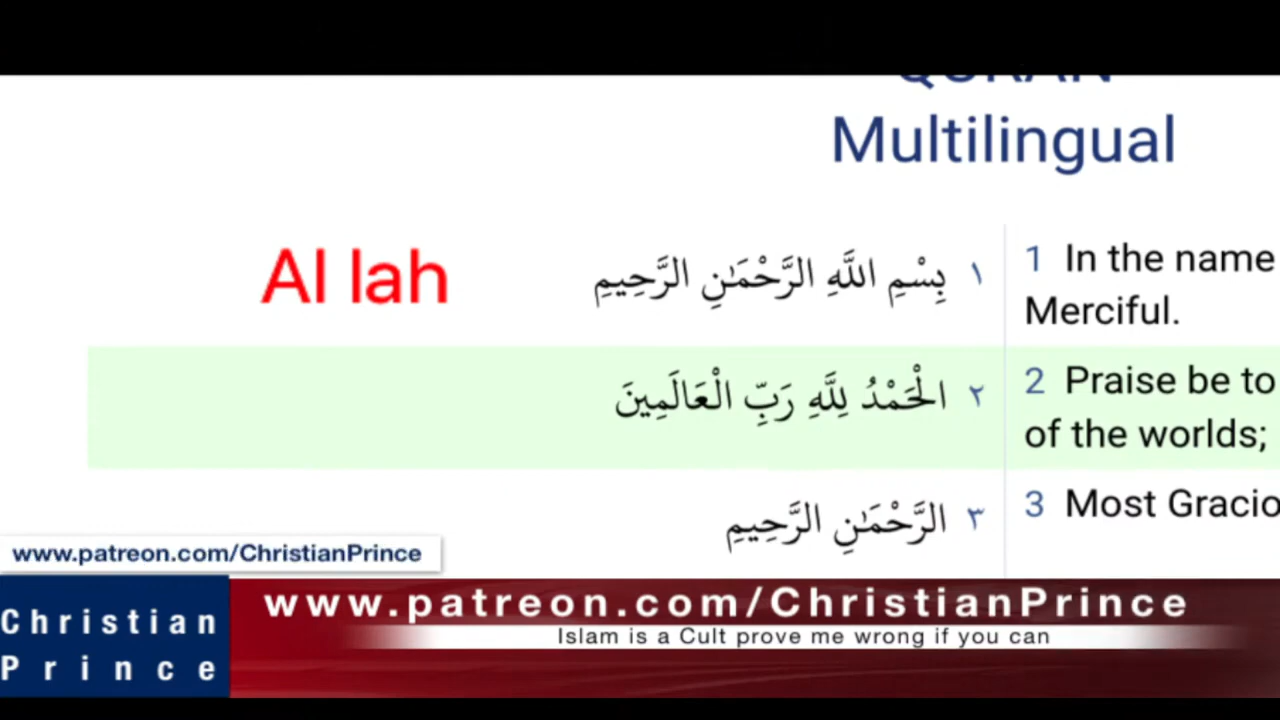 QURAN
Multilingual
Al lah
بِسْمِ اللَّهِ الرَّحْمَٰنِ الرَّحِيمِ ١
1 In the name
Merciful.
الْحَمْدُ لِلَّهِ رَبِّ الْعَالَمِينَ ٢
2 Praise be to
of the worlds;
الرَّحْمَٰنِ الرَّحِيمِ ٣
3 Most Gracio
www.patreon.com/ChristianPrince
Christian
Prince
www.patreon.com/ChristianPrince
Islam is a Cult prove me wrong if you can